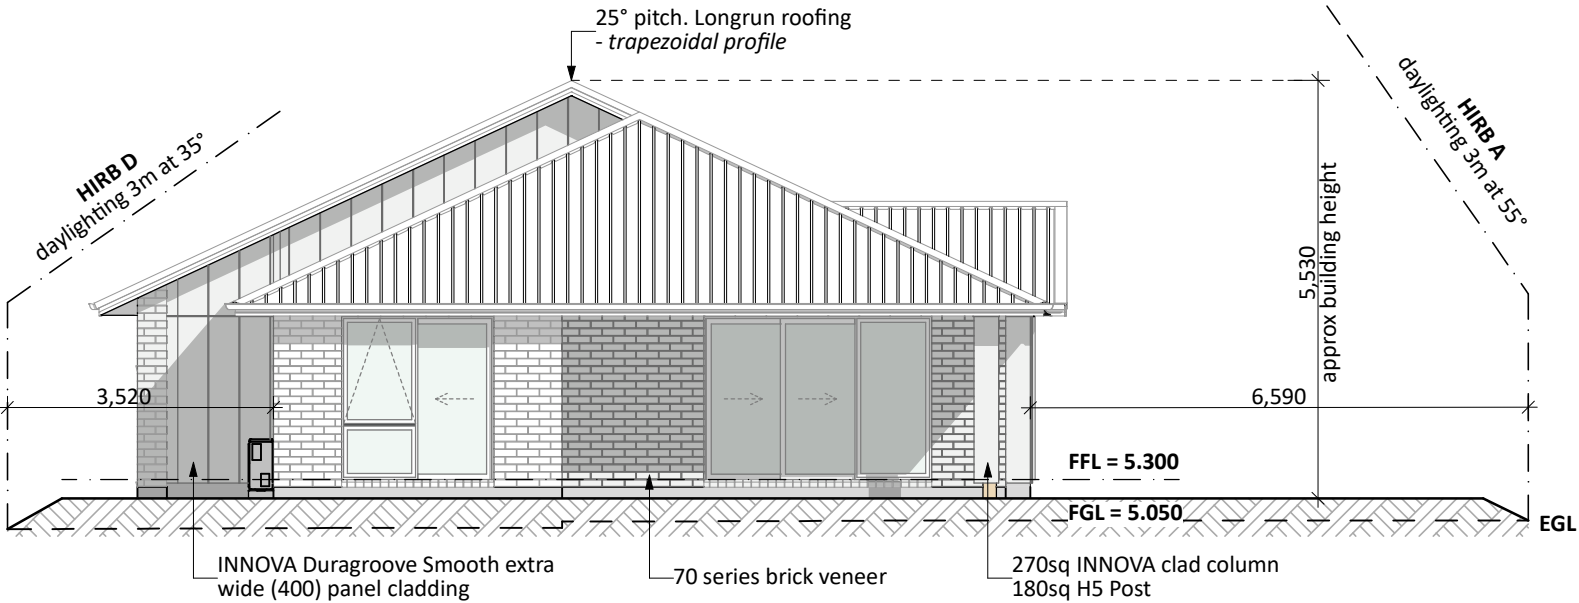 25° pitch. Longrun roofing
- trapezoidal profile
HIRB D
daylighting 3m at 35°
HIRB A
daylighting 3m at 55°
5,530
approx building height
3,520
6,590
FFL = 5.300
FGL = 5.050
EGL
INNOVA Duragroove Smooth extra
wide (400) panel cladding
70 series brick veneer
270sq INNOVA clad column
180sq H5 Post